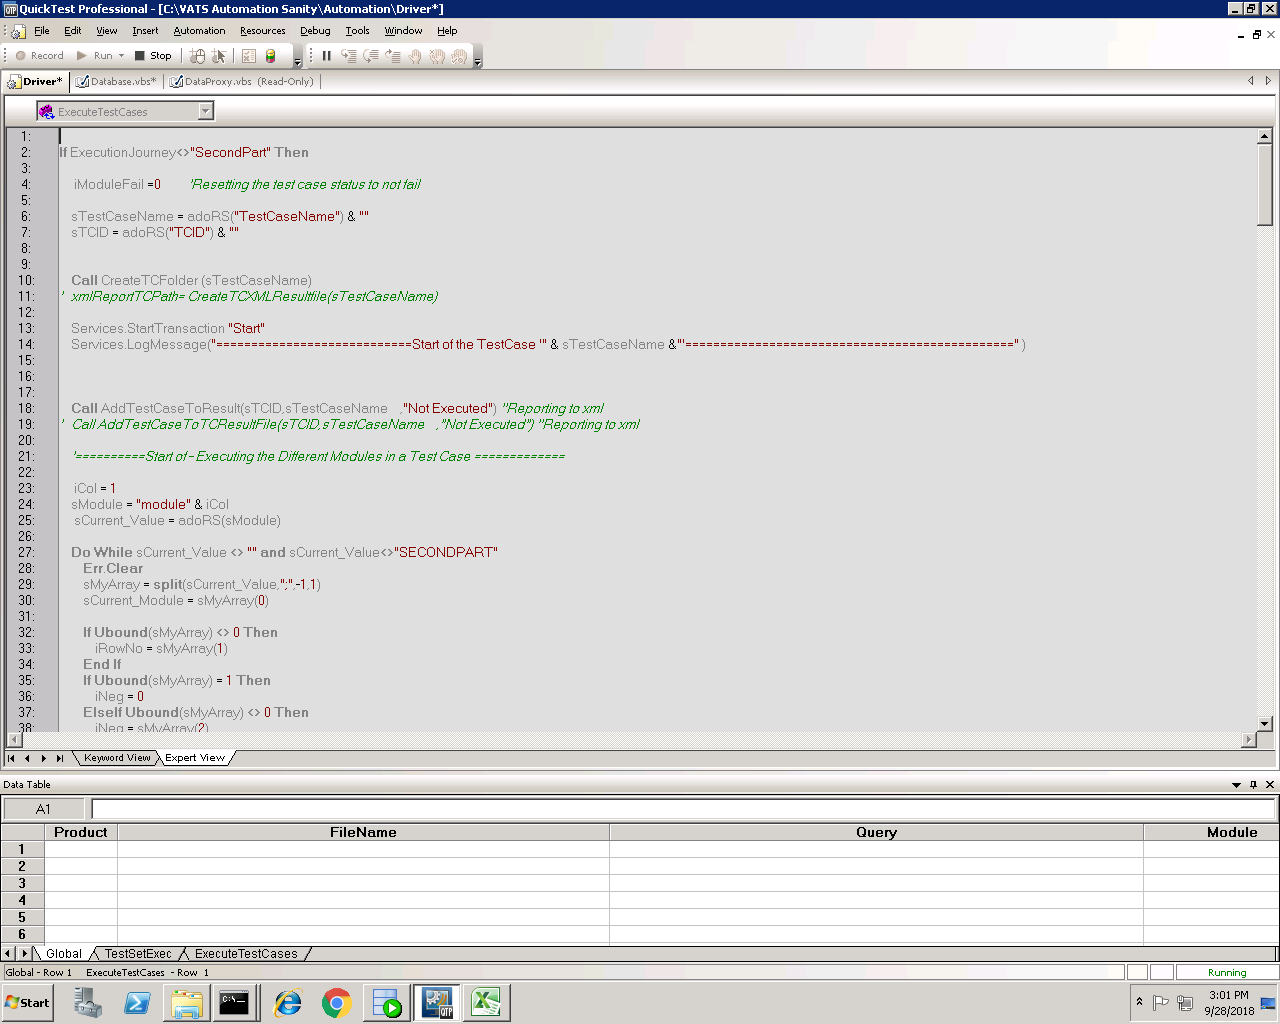 QuickTest Professional - [C:\VATS Automation Sanity\Automation\Driver*]
File Edit View Insert Automation Resources Debug Tools Window Help
Record Run Stop
Driver* Database.vbs* DataProxy.vbs (Read-Only)
ExecuteTestCases
1:
2: If ExecutionJourney<>"SecondPart" Then
3:
4: iModuleFail =0 'Resetting the test case status to not fail
5:
6: sTestCaseName = adoRS("TestCaseName") & ""
7: sTCID = adoRS("TCID") & ""
8:
9:
10: Call CreateTCFolder (sTestCaseName)
11: ' xmlReportTCPath= CreateTCXMLResultfile(sTestCaseName)
12:
13: Services.StartTransaction "Start"
14: Services.LogMessage("============================Start of the TestCase '" & sTestCaseName &"'===============================================" )
15:
16:
17:
18: Call AddTestCaseToResult(sTCID,sTestCaseName ,"Not Executed") ''Reporting to xml
19: ' Call AddTestCaseToTCResultFile(sTCID,sTestCaseName ,"Not Executed") ''Reporting to xml
20:
21: '==========Start of - Executing the Different Modules in a Test Case =============
22:
23: iCol = 1
24: sModule = "module" & iCol
25: sCurrent_Value = adoRS(sModule)
26:
27: Do While sCurrent_Value <> "" and sCurrent_Value<>"SECONDPART"
28: Err.Clear
29: sMyArray = split(sCurrent_Value,";",-1,1)
30: sCurrent_Module = sMyArray(0)
31:
32: If Ubound(sMyArray) <> 0 Then
33: iRowNo = sMyArray(1)
34: End If
35: If Ubound(sMyArray) = 1 Then
36: iNeg = 0
37: ElseIf Ubound(sMyArray) <> 0 Then
38: iNeg = sMyArray(2)
Keyword View Expert View
Data Table
A1
Product FileName Query Module
1
2
3
4
5
6
Global TestSetExec ExecuteTestCases
Global - Row 1 ExecuteTestCases - Row 1 Running
Start QTP 3:01 PM
9/28/2018